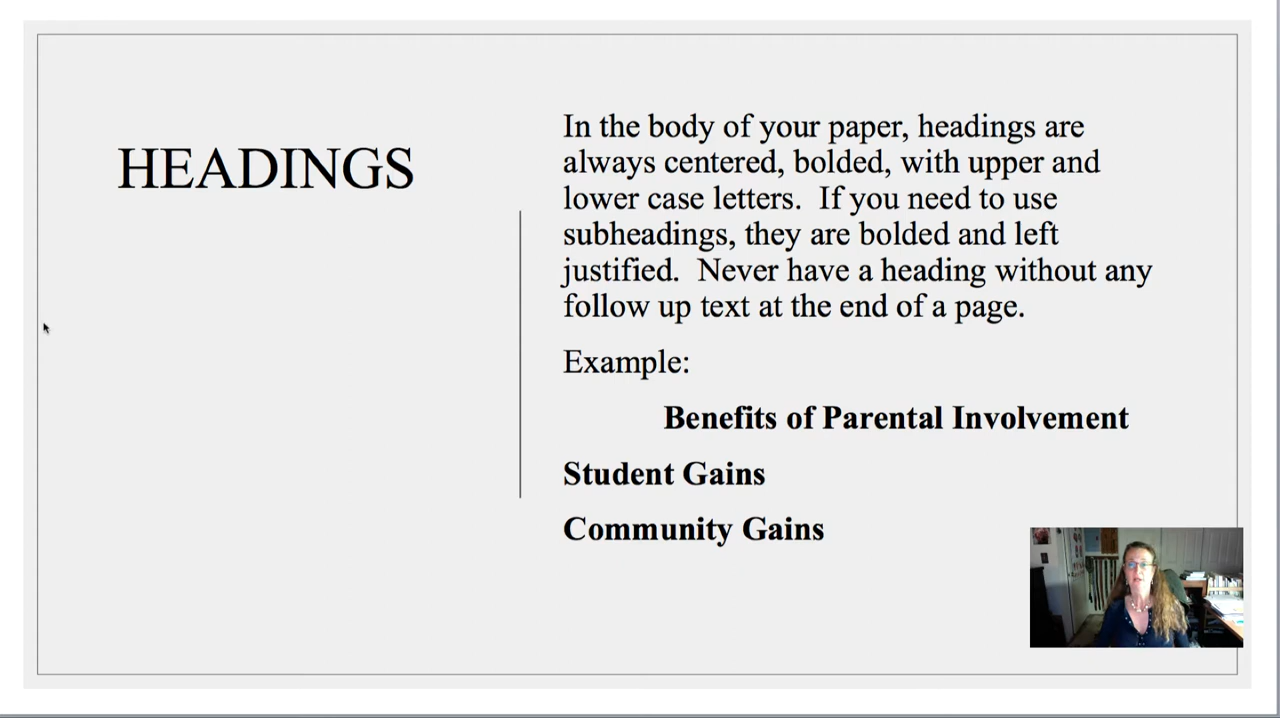 HEADINGS
In the body of your paper, headings are
always centered, bolded, with upper and
lower case letters.  If you need to use
subheadings, they are bolded and left
justified.  Never have a heading without any
follow up text at the end of a page.
Example:
Benefits of Parental Involvement
Student Gains
Community Gains